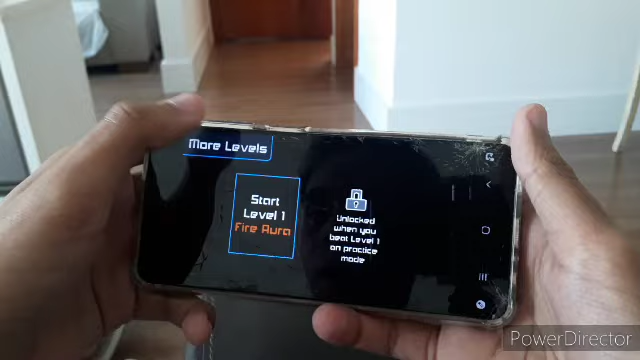 More Levels
Start
Level 1
Fire Aura
Unlocked
when you
beat Level 1
on practice
mode
PowerDirector